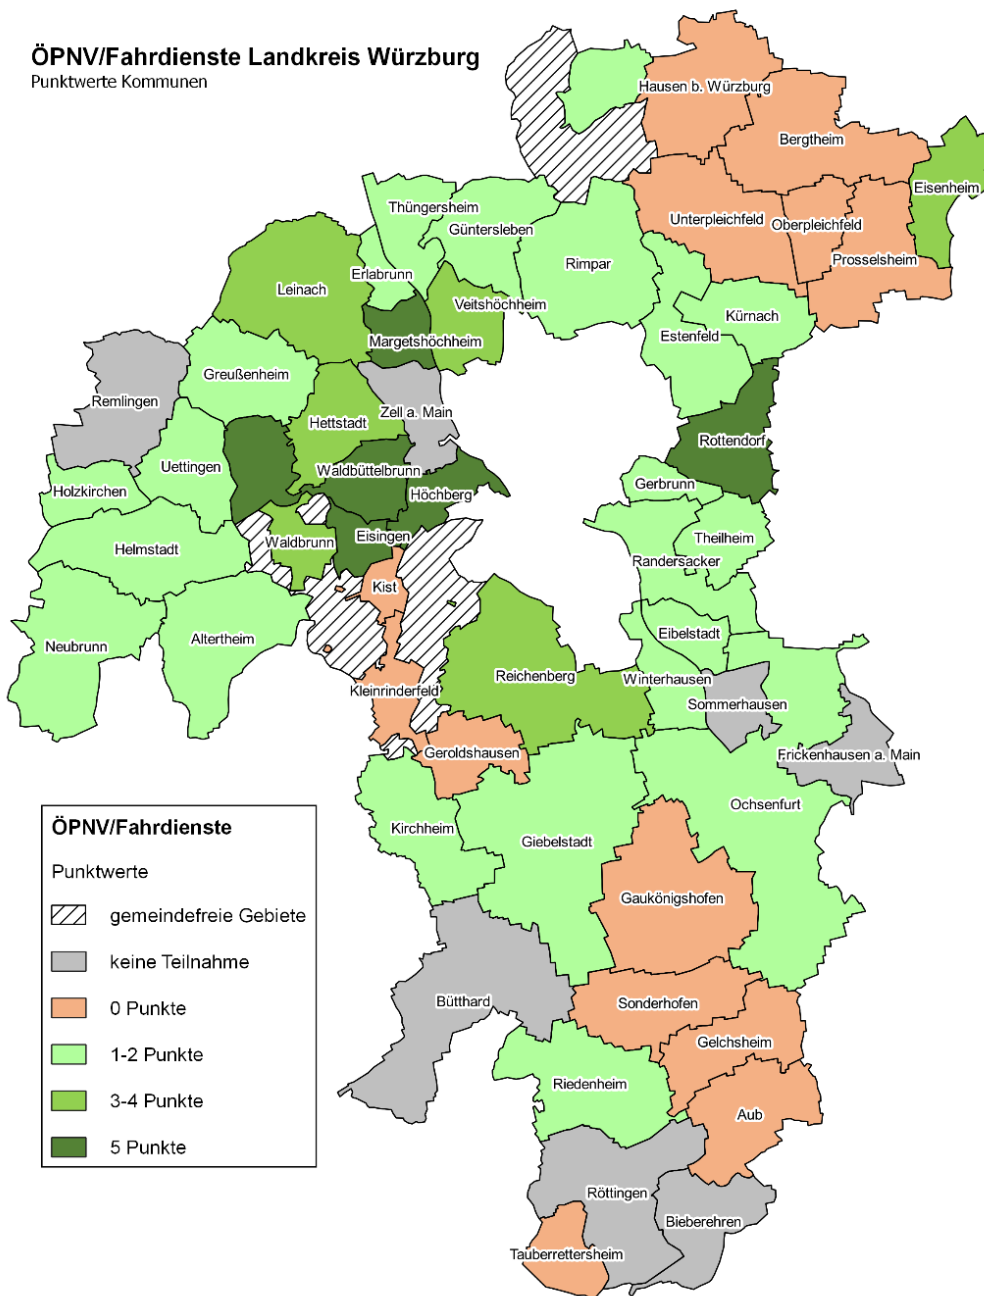 ÖPNV/Fahrdienste Landkreis Würzburg
Punktwerte Kommunen
Hausen b. Würzburg
Bergtheim
Eisenheim
Thüngersheim
Güntersleben
Unterpleichfeld
Oberpleichfeld
Prosselsheim
Rimpar
Erlabrunn
Leinach
Veitshöchheim
Kürnach
Margetshöchheim
Estenfeld
Greußenheim
Remlingen
Zell a. Main
Hettstadt
Rottendorf
Uettingen
Waldbüttelbrunn
Gerbrunn
Holzkirchen
Höchberg
Eisingen
Theilheim
Waldbrunn
Helmstadt
Randersacker
Kist
Eibelstadt
Altertheim
Neubrunn
Reichenberg
Winterhausen
Kleinrinderfeld
Sommerhausen
Geroldshausen
Frickenhausen a. Main
Ochsenfurt
Kirchheim
Giebelstadt
Gaukönigshofen
Bütthard
Sonderhofen
Gelchsheim
Riedenheim
Aub
Röttingen
Bieberehren
Tauberrettersheim
ÖPNV/Fahrdienste
Punktwerte
gemeindefreie Gebiete
keine Teilnahme
0 Punkte
1-2 Punkte
3-4 Punkte
5 Punkte